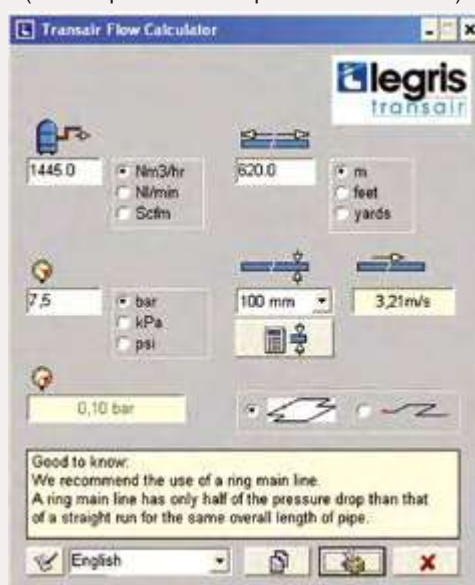 Transair Flow Calculator
legris
transair
1445.0
Nm3/hr
Nl/min
Scfm
620.0
m
feet
yards
7,5
bar
kPa
psi
100 mm
3,21m/s
0,10 bar
Good to know:
We recommend the use of a ring main line.
A ring main line has only half of the pressure drop than that
of a straight run for the same overall length of pipe.
English